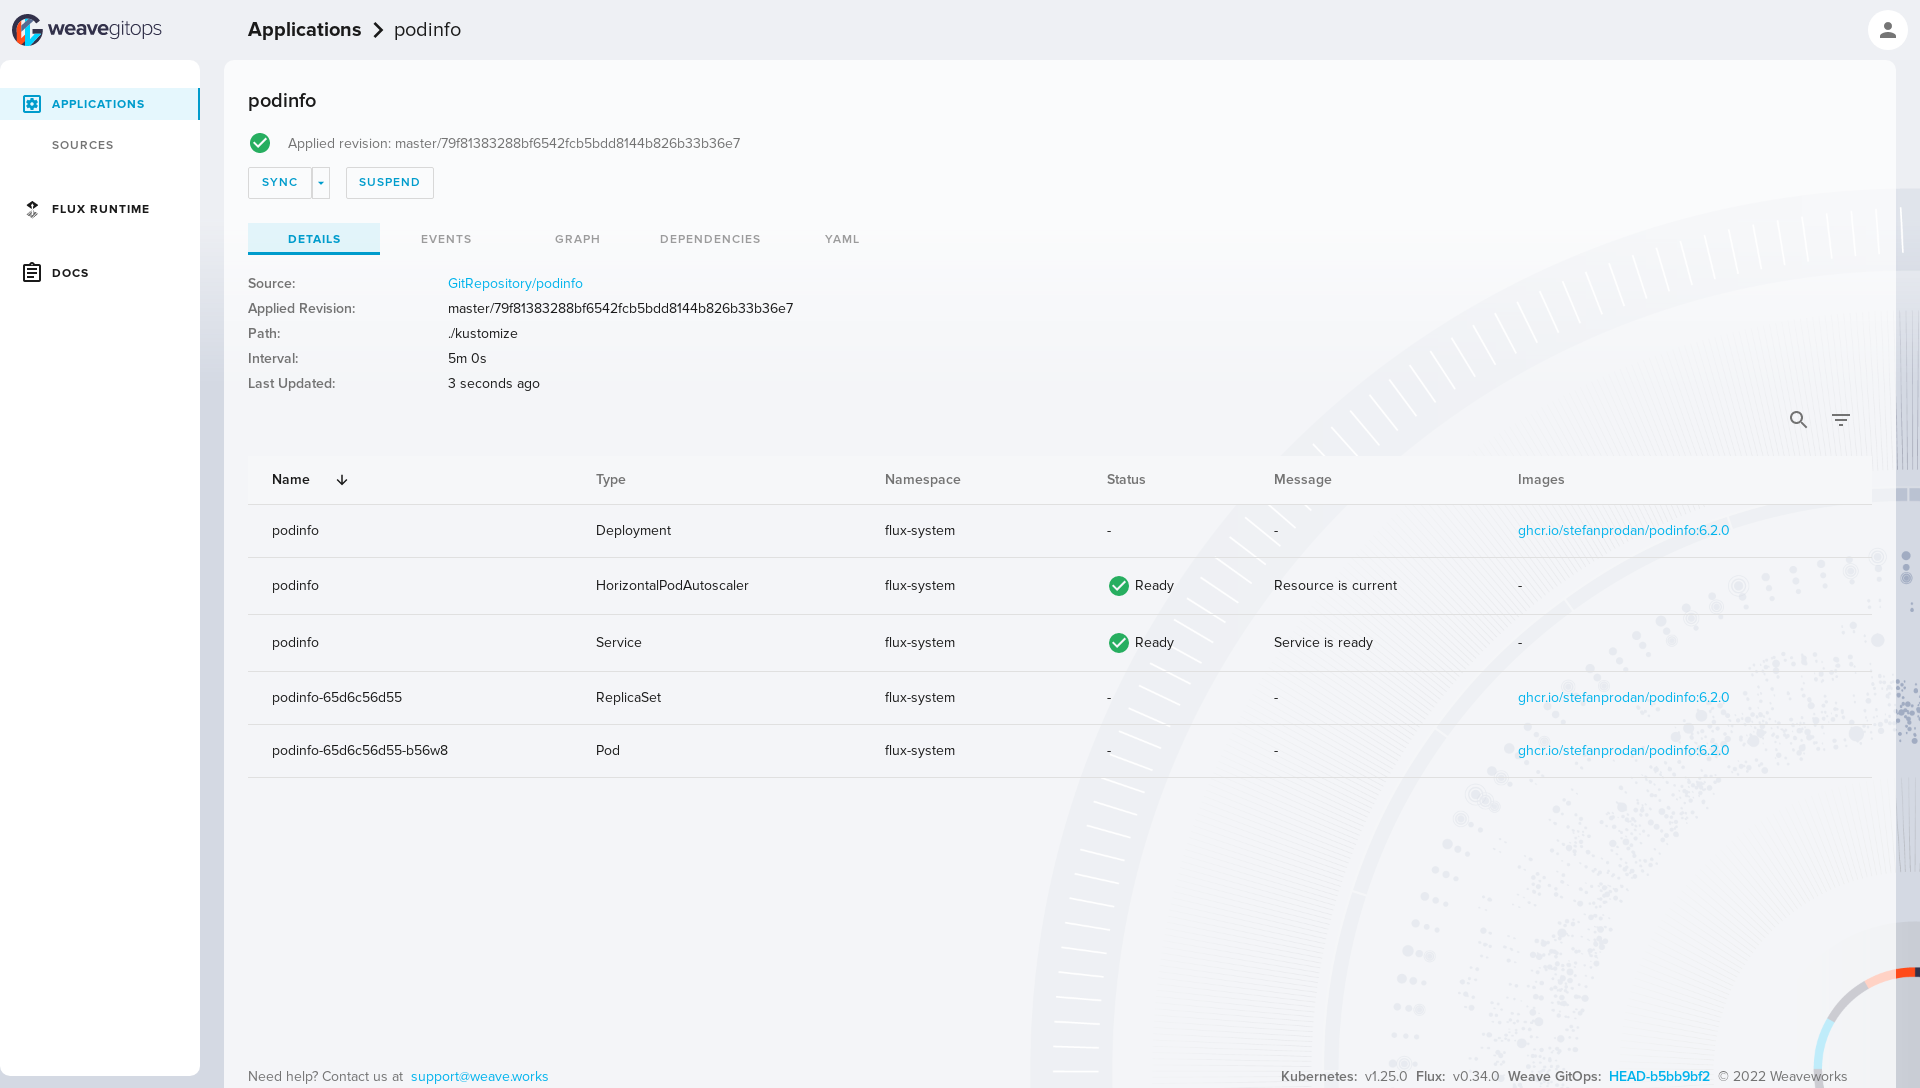 weavegitops
Applications podinfo
APPLICATIONS
SOURCES
FLUX RUNTIME
DOCS
podinfo
Applied revision: master/79f81383288bf6542fcb5bdd8144b826b33b36e7
SYNC SUSPEND
DETAILS EVENTS GRAPH DEPENDENCIES YAML
Source: GitRepository/podinfo
Applied Revision: master/79f81383288bf6542fcb5bdd8144b826b33b36e7
Path: ./kustomize
Interval: 5m 0s
Last Updated: 3 seconds ago
Name Type Namespace Status Message Images
podinfo Deployment flux-system - - ghcr.io/stefanprodan/podinfo:6.2.0
podinfo HorizontalPodAutoscaler flux-system Ready Resource is current -
podinfo Service flux-system Ready Service is ready -
podinfo-65d6c56d55 ReplicaSet flux-system - - ghcr.io/stefanprodan/podinfo:6.2.0
podinfo-65d6c56d55-b56w8 Pod flux-system - - ghcr.io/stefanprodan/podinfo:6.2.0
Need help? Contact us at support@weave.works
Kubernetes: v1.25.0 Flux: v0.34.0 Weave GitOps: HEAD-b5bb9bf2 © 2022 Weaveworks